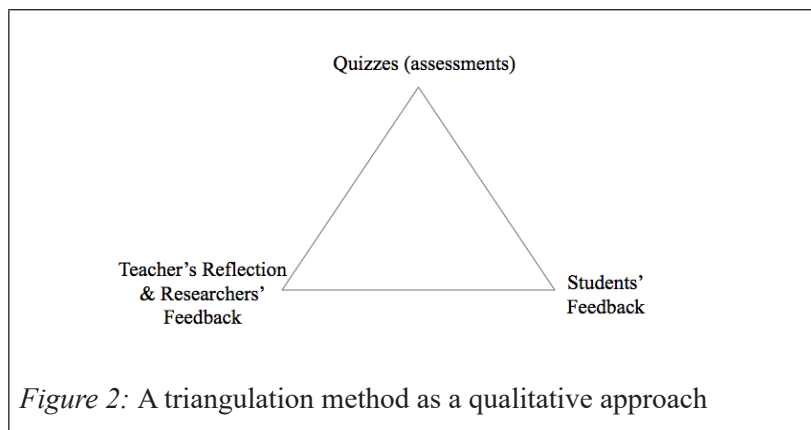 Quizzes (assessments)
Teacher’s Reflection
& Researchers’
Feedback
Students’
Feedback
Figure 2: A triangulation method as a qualitative approach